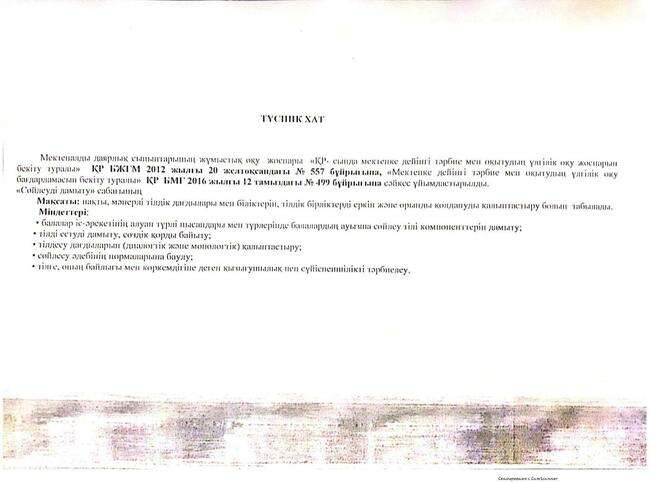 ТҮСІНІК ХАТ
Мектепалды даярлық сыныптарының жұмыстық оқу жоспары «ҚР- сында мектепке дейінгі тәрбие мен оқытудың үлгілік оқу жоспарын
бекіту туралы» ҚР БЖҒМ 2012 жылғы 20 желтоқсандағы № 557 бұйрығына, «Мектепке дейінгі тәрбие мен оқытудың үлгілік оқу
бағдарламасын бекіту туралы» ҚР БМҒ 2016 жылғы 12 тамыздағы № 499 бұйрығына сәйкес ұйымдастырылды.
«Сөйлеуді дамыту» сабағының
Мақсаты: нақты, мәнерлі тілдік дағдылары мен біліктерін, тілдік бірліктерді еркін және орынды қолдануды қалыптастыру болып табылады.
Міндеттері:
• балалар іс-әрекетінің алуан түрлі нысандары мен түрлерінде балалардың ауызша сөйлеу тілі компоненттерін дамыту;
• тілді естуді дамыту, сөздік қорды байыту;
• тілдесу дағдыларын (диалогтік және монологтік) қалыптастыру;
• сөйлесу әдебінің нормаларына баулу;
• тілге, оның байлығы мен көркемдігіне деген қызығушылық пен сүйіспеншілікті тәрбиелеу.
Сканировано с CamScanner